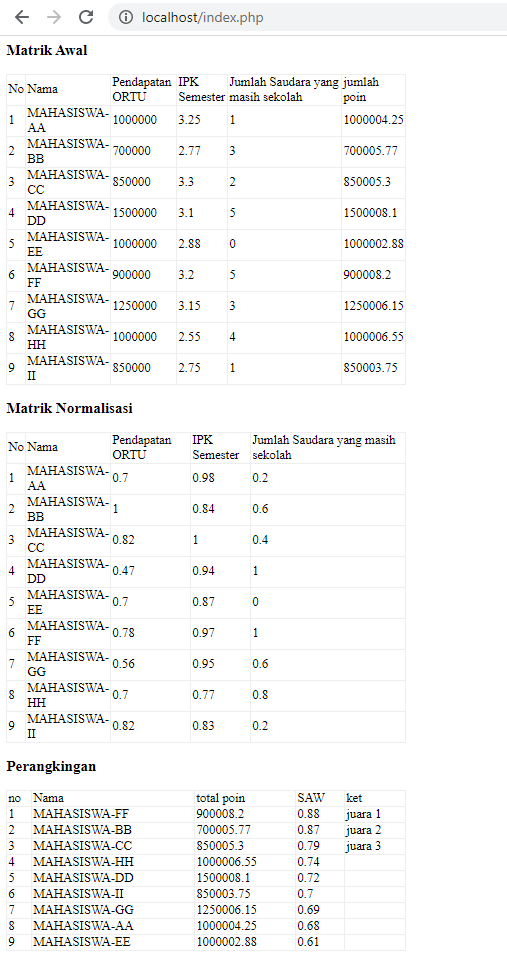 localhost/index.php
Matrik Awal
No Nama Pendapatan ORTU IPK Semester Jumlah Saudara yang masih sekolah jumlah poin
1 MAHASISWA-AA 1000000 3.25 1 1000004.25
2 MAHASISWA-BB 700000 2.77 3 700005.77
3 MAHASISWA-CC 850000 3.3 2 850005.3
4 MAHASISWA-DD 1500000 3.1 5 1500008.1
5 MAHASISWA-EE 1000000 2.88 0 1000002.88
6 MAHASISWA-FF 900000 3.2 5 900008.2
7 MAHASISWA-GG 1250000 3.15 3 1250006.15
8 MAHASISWA-HH 1000000 2.55 4 1000006.55
9 MAHASISWA-II 850000 2.75 1 850003.75
Matrik Normalisasi
No Nama Pendapatan ORTU IPK Semester Jumlah Saudara yang masih sekolah
1 MAHASISWA-AA 0.7 0.98 0.2
2 MAHASISWA-BB 1 0.84 0.6
3 MAHASISWA-CC 0.82 1 0.4
4 MAHASISWA-DD 0.47 0.94 1
5 MAHASISWA-EE 0.7 0.87 0
6 MAHASISWA-FF 0.78 0.97 1
7 MAHASISWA-GG 0.56 0.95 0.6
8 MAHASISWA-HH 0.7 0.77 0.8
9 MAHASISWA-II 0.82 0.83 0.2
Perangkingan
no Nama total poin SAW ket
1 MAHASISWA-FF 900008.2 0.88 juara 1
2 MAHASISWA-BB 700005.77 0.87 juara 2
3 MAHASISWA-CC 850005.3 0.79 juara 3
4 MAHASISWA-HH 1000006.55 0.74
5 MAHASISWA-DD 1500008.1 0.72
6 MAHASISWA-II 850003.75 0.7
7 MAHASISWA-GG 1250006.15 0.69
8 MAHASISWA-AA 1000004.25 0.68
9 MAHASISWA-EE 1000002.88 0.61